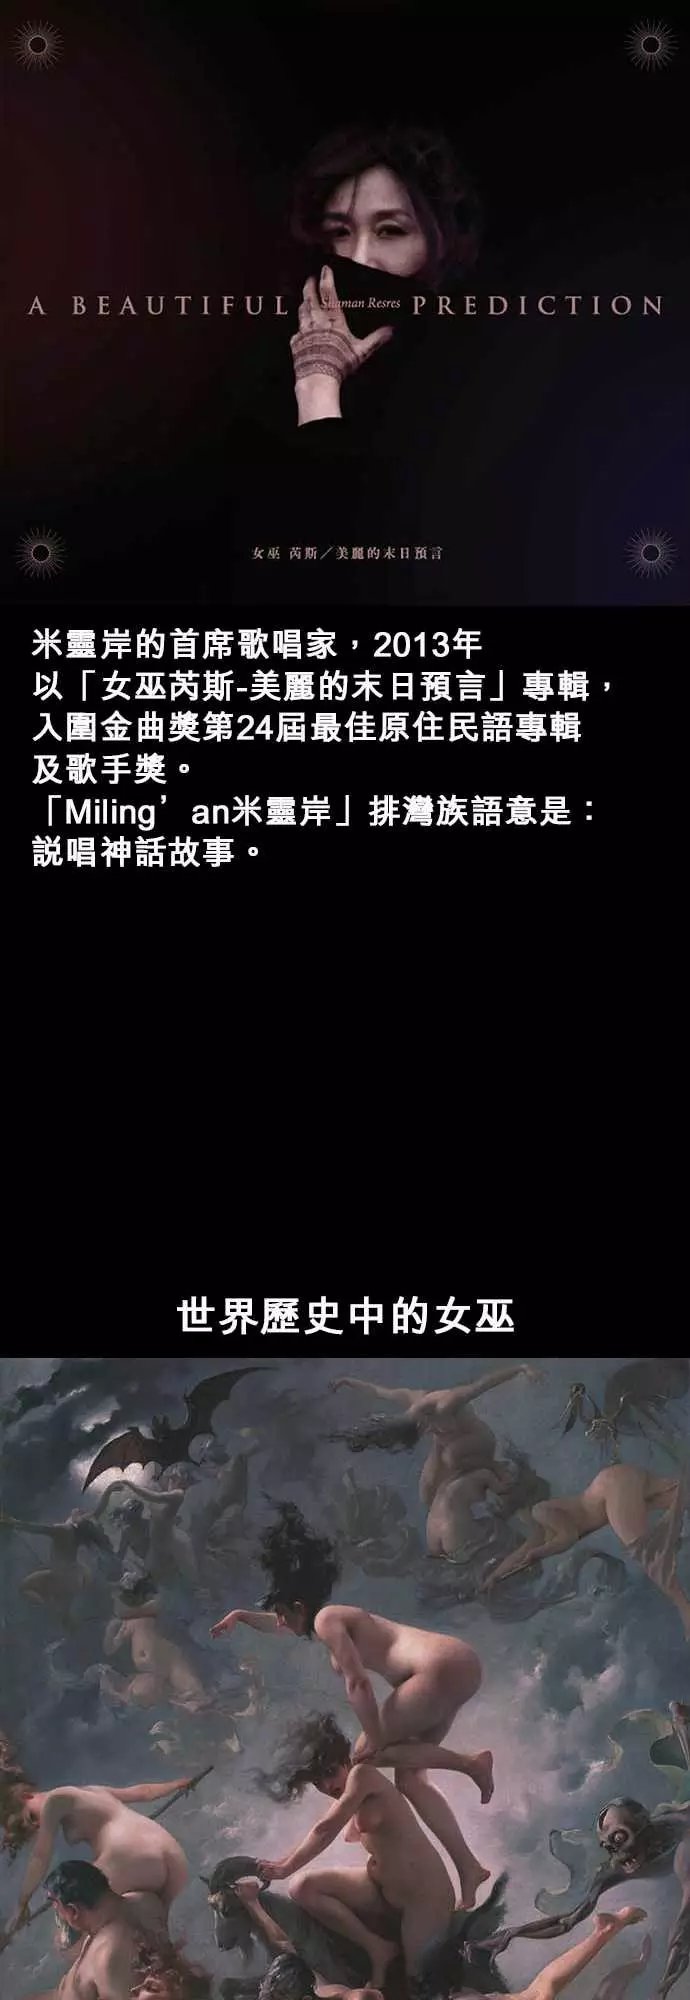 A BEAUTIFUL Shaman Resres PREDICTION
女巫 芮斯／美麗的末日預言
米靈岸的首席歌唱家，2013年
以「女巫芮斯-美麗的末日預言」專輯，
入圍金曲獎第24屆最佳原住民語專輯
及歌手獎。
「Miling’an米靈岸」排灣族語意是：
説唱神話故事。
世界歷史中的女巫